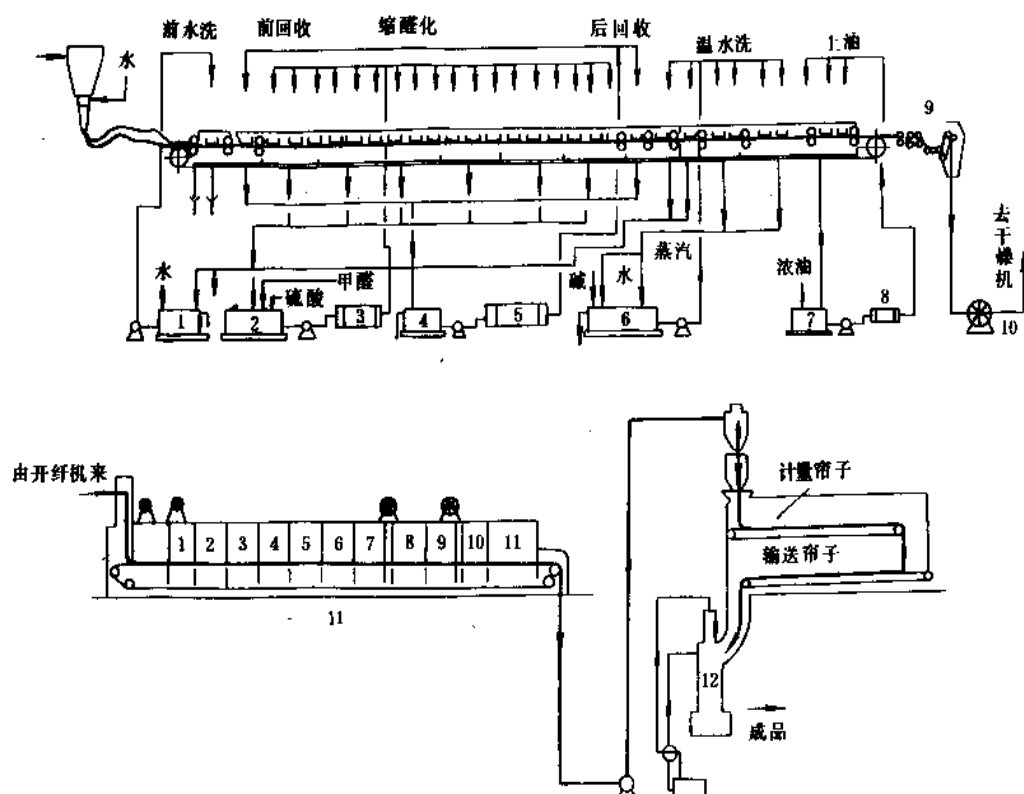 前水洗 前回收 缩醛化 后回收 温水洗 上油
水
9
去干燥机
水 甲醛 硫酸 碱 水 蒸汽 浓油 8
1 2 3 4 5 6 7 10
由开纤机来
计量帘子
输送帘子
1 2 3 4 5 6 7 8 9 10 11
11
12
成品